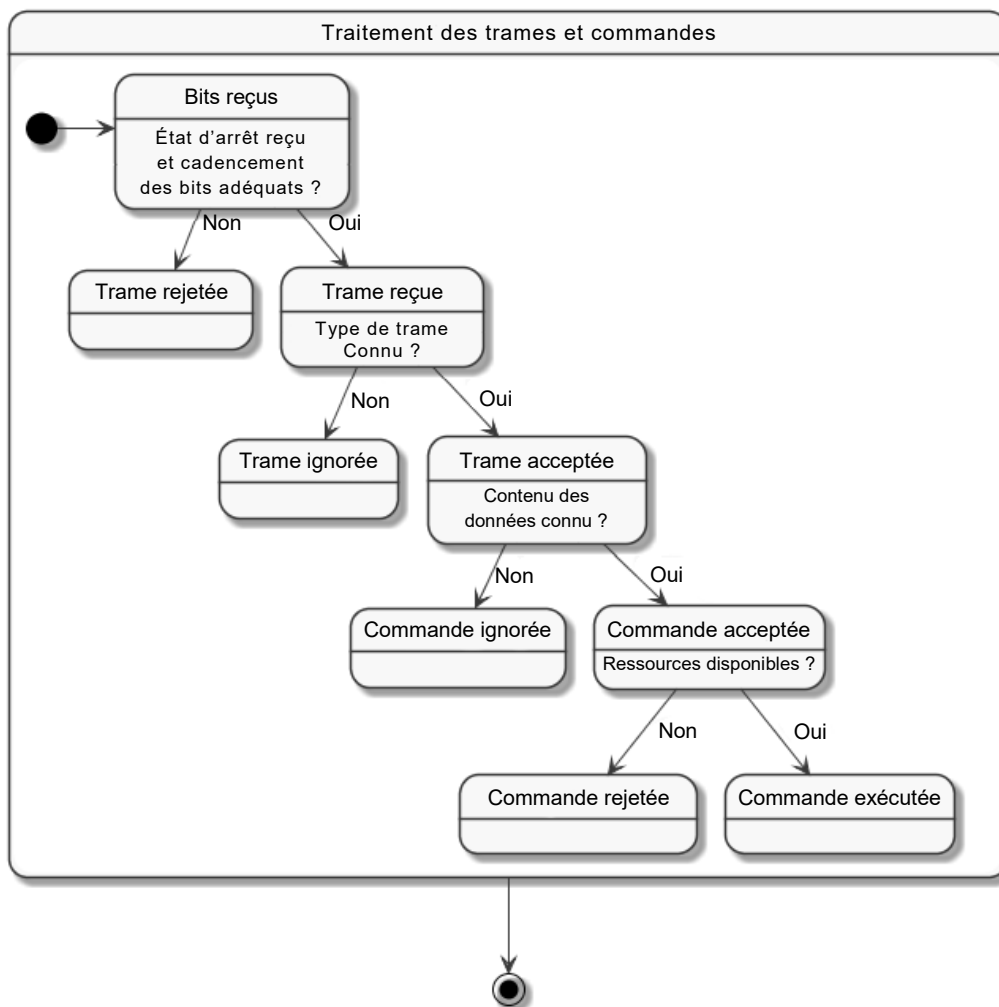 Traitement des trames et commandes
Bits reçus
État d’arrêt reçu
et cadencement
des bits adéquats ?
Non
Oui
Trame rejetée
Trame reçue
Type de trame
Connu ?
Non
Oui
Trame ignorée
Trame acceptée
Contenu des
données connu ?
Non
Oui
Commande ignorée
Commande acceptée
Ressources disponibles ?
Non
Oui
Commande rejetée
Commande exécutée